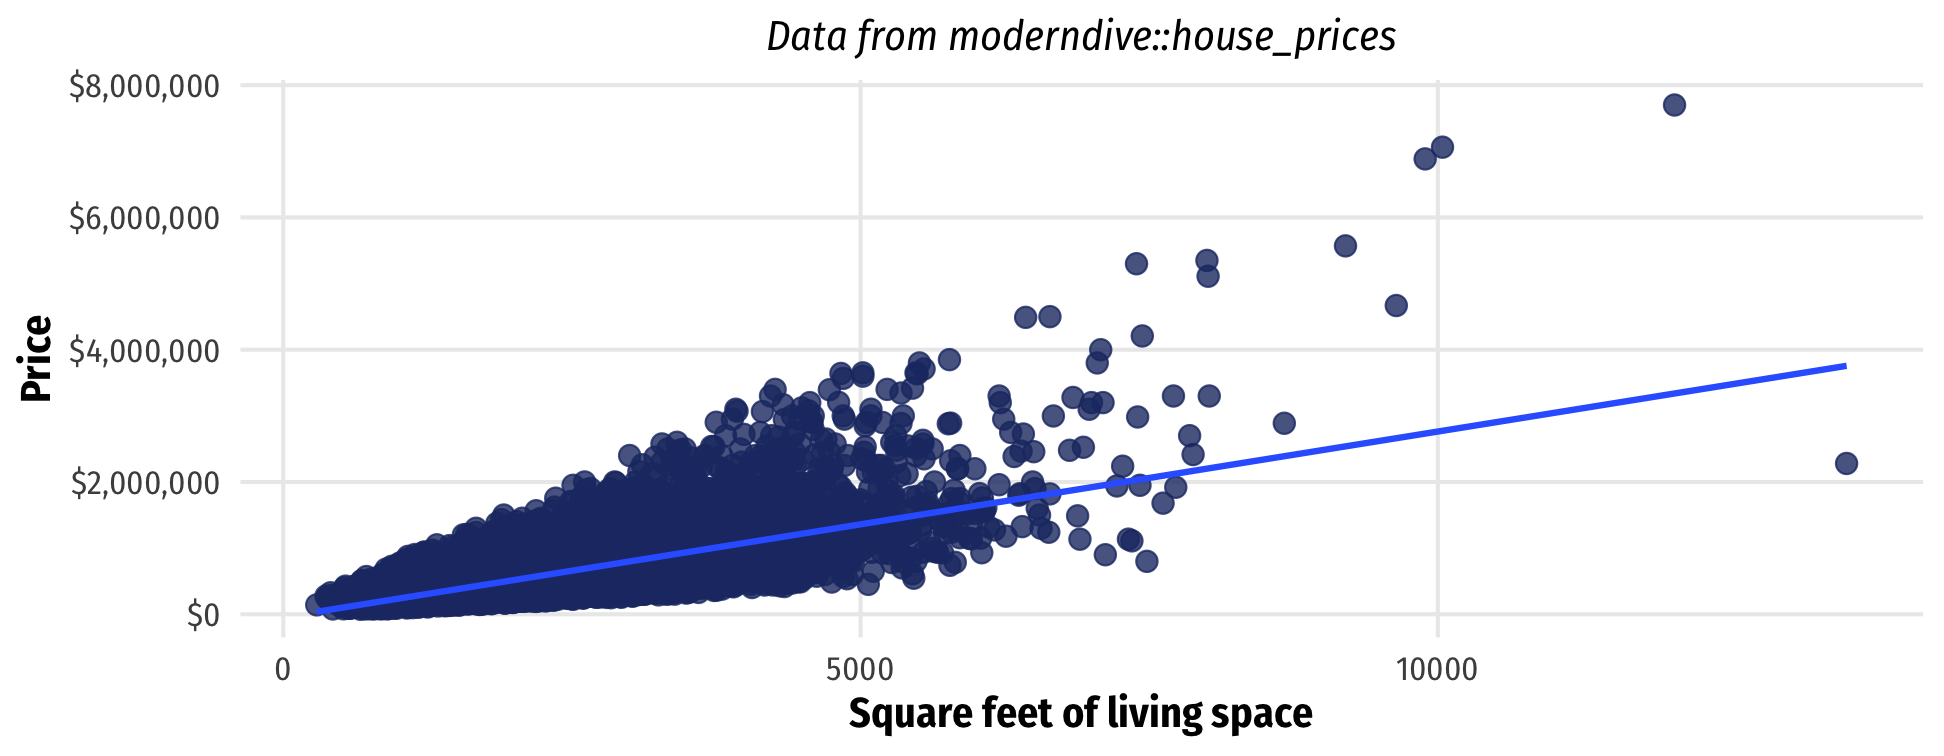 Data from moderndive::house_prices
Price
$8,000,000
$6,000,000
$4,000,000
$2,000,000
$0
0 5000 10000
Square feet of living space